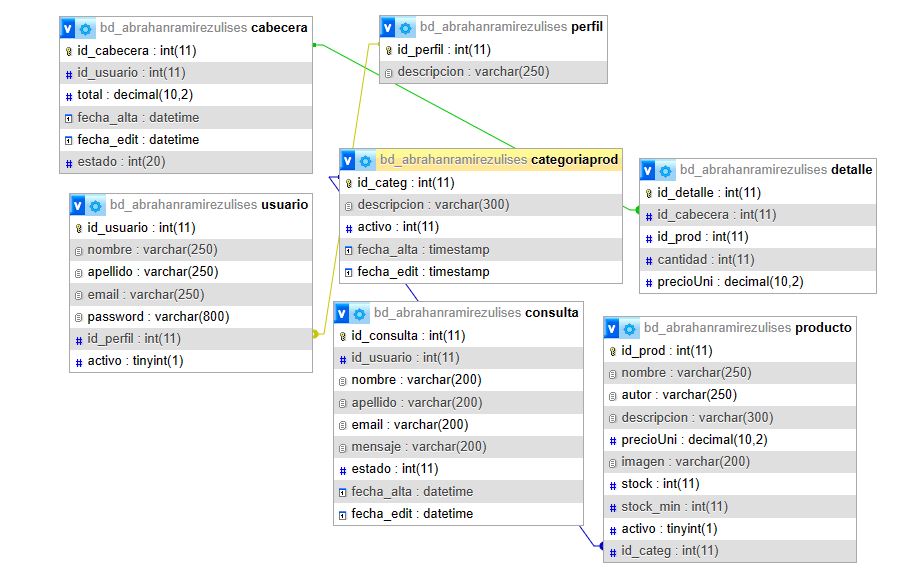 bd_abrahanramirezulises cabecera
id_cabecera : int(11)
id_usuario : int(11)
total : decimal(10,2)
fecha_alta : datetime
fecha_edit : datetime
estado : int(20)
bd_abrahanramirezulises perfil
id_perfil : int(11)
descripcion : varchar(250)
bd_abrahanramirezulises categoriaprod
id_categ : int(11)
descripcion : varchar(300)
activo : int(11)
fecha_alta : timestamp
fecha_edit : timestamp
bd_abrahanramirezulises detalle
id_detalle : int(11)
id_cabecera : int(11)
id_prod : int(11)
cantidad : int(11)
precioUni : decimal(10,2)
bd_abrahanramirezulises usuario
id_usuario : int(11)
nombre : varchar(250)
apellido : varchar(250)
email : varchar(250)
password : varchar(800)
id_perfil : int(11)
activo : tinyint(1)
bd_abrahanramirezulises consulta
id_consulta : int(11)
id_usuario : int(11)
nombre : varchar(200)
apellido : varchar(200)
email : varchar(200)
mensaje : varchar(200)
estado : int(11)
fecha_alta : datetime
fecha_edit : datetime
bd_abrahanramirezulises producto
id_prod : int(11)
nombre : varchar(250)
autor : varchar(250)
descripcion : varchar(300)
precioUni : decimal(10,2)
imagen : varchar(200)
stock : int(11)
stock_min : int(11)
activo : tinyint(1)
id_categ : int(11)